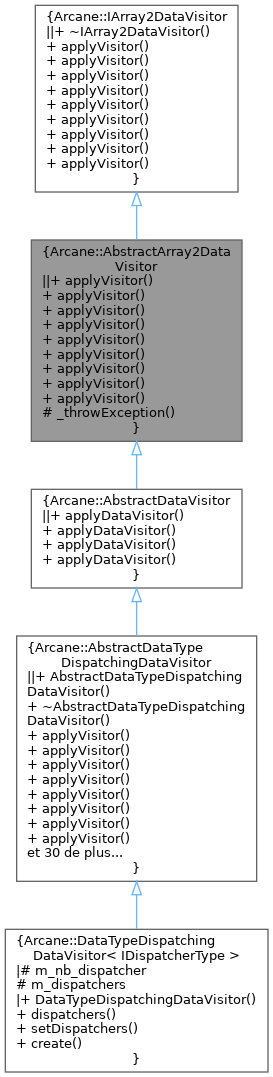 {Arcane::IArray2DataVisitor
||+ ~IArray2DataVisitor()
+ applyVisitor()
+ applyVisitor()
+ applyVisitor()
+ applyVisitor()
+ applyVisitor()
+ applyVisitor()
+ applyVisitor()
+ applyVisitor()
+ applyVisitor()
}
{Arcane::AbstractArray2Data
Visitor
||+ applyVisitor()
+ applyVisitor()
+ applyVisitor()
+ applyVisitor()
+ applyVisitor()
+ applyVisitor()
+ applyVisitor()
+ applyVisitor()
+ applyVisitor()
# _throwException()
}
{Arcane::AbstractDataVisitor
||+ applyDataVisitor()
+ applyDataVisitor()
+ applyDataVisitor()
+ applyDataVisitor()
}
{Arcane::AbstractDataType
DispatchingDataVisitor
||+ AbstractDataTypeDispatching
DataVisitor()
+ ~AbstractDataTypeDispatching
DataVisitor()
+ applyVisitor()
+ applyVisitor()
+ applyVisitor()
+ applyVisitor()
+ applyVisitor()
+ applyVisitor()
+ applyVisitor()
+ applyVisitor()
et 30 de plus...
}
{Arcane::DataTypeDispatching
DataVisitor< IDispatcherType >
|# m_nb_dispatcher
# m_dispatchers
|+ DataTypeDispatchingDataVisitor()
+ dispatchers()
+ setDispatchers()
+ create()
}